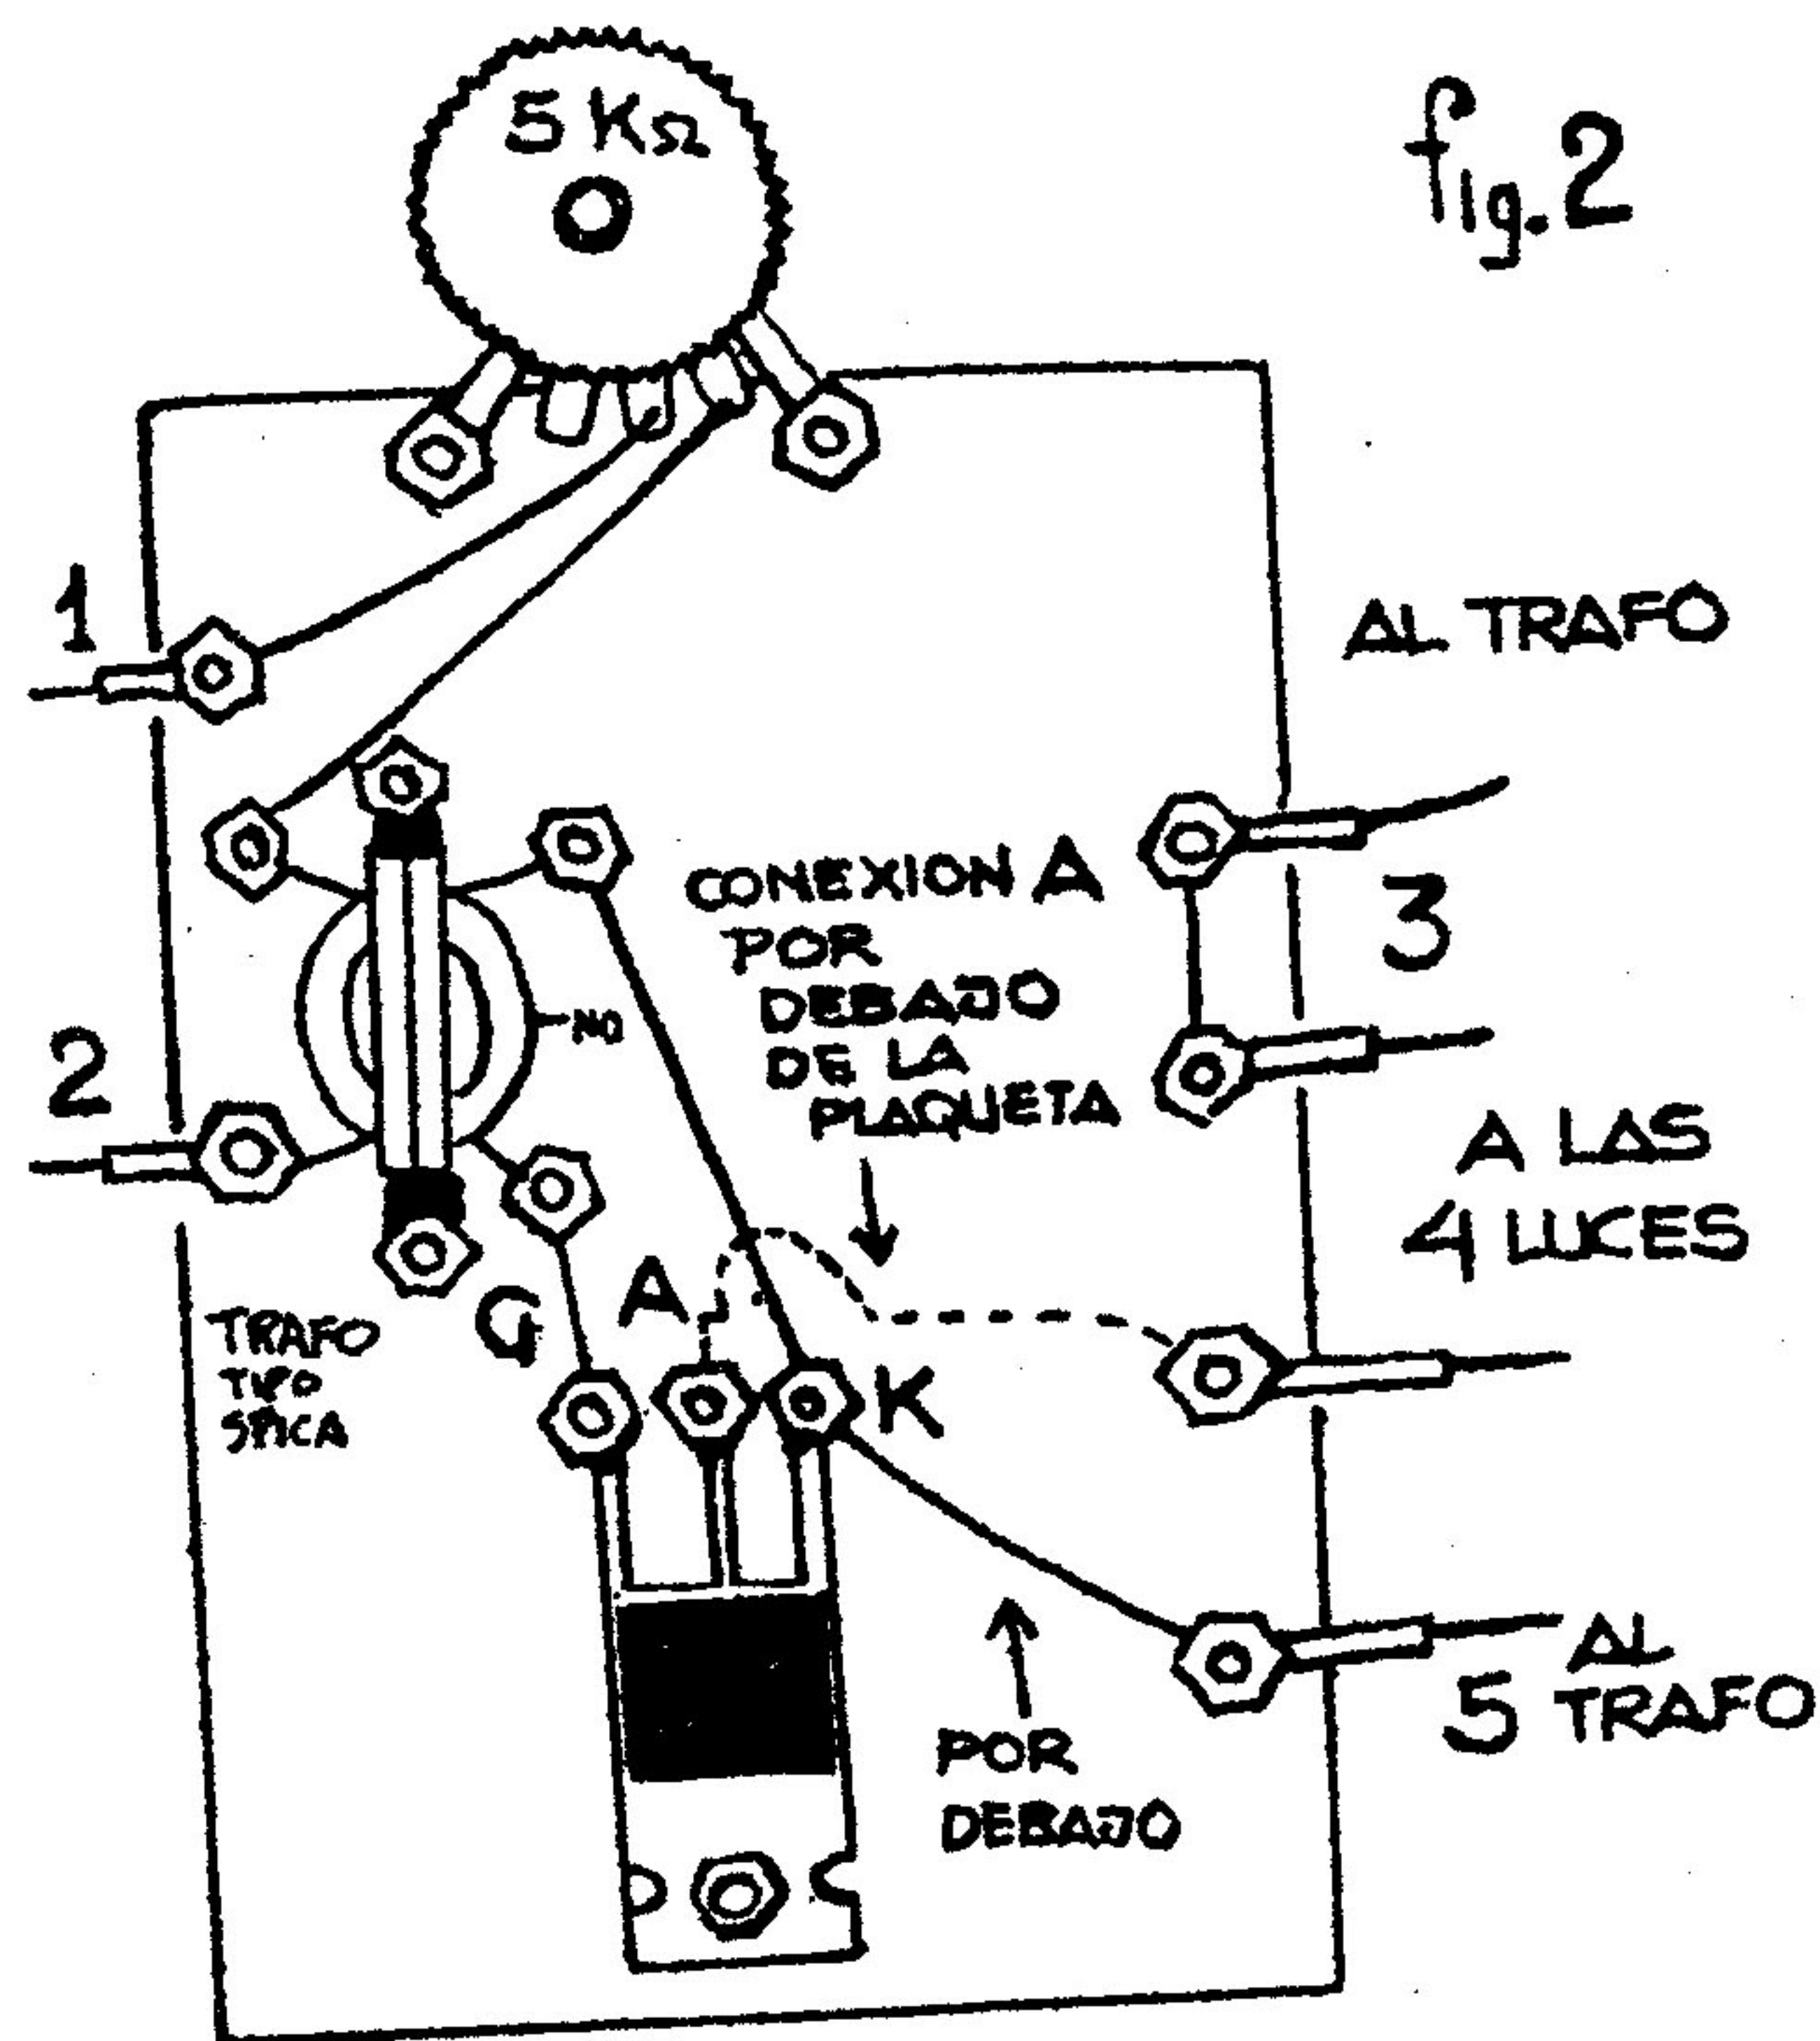 5 KΩ
fig. 2
1
AL TRAFO
CONEXION A
POR
DEBAJO
DE LA
PLAQUETA
3
NO
2
A LAS
4 LUCES
G
A
K
TRAFO
TIPO
SPICA
POR
DEBAJO
5 AL
TRAFO